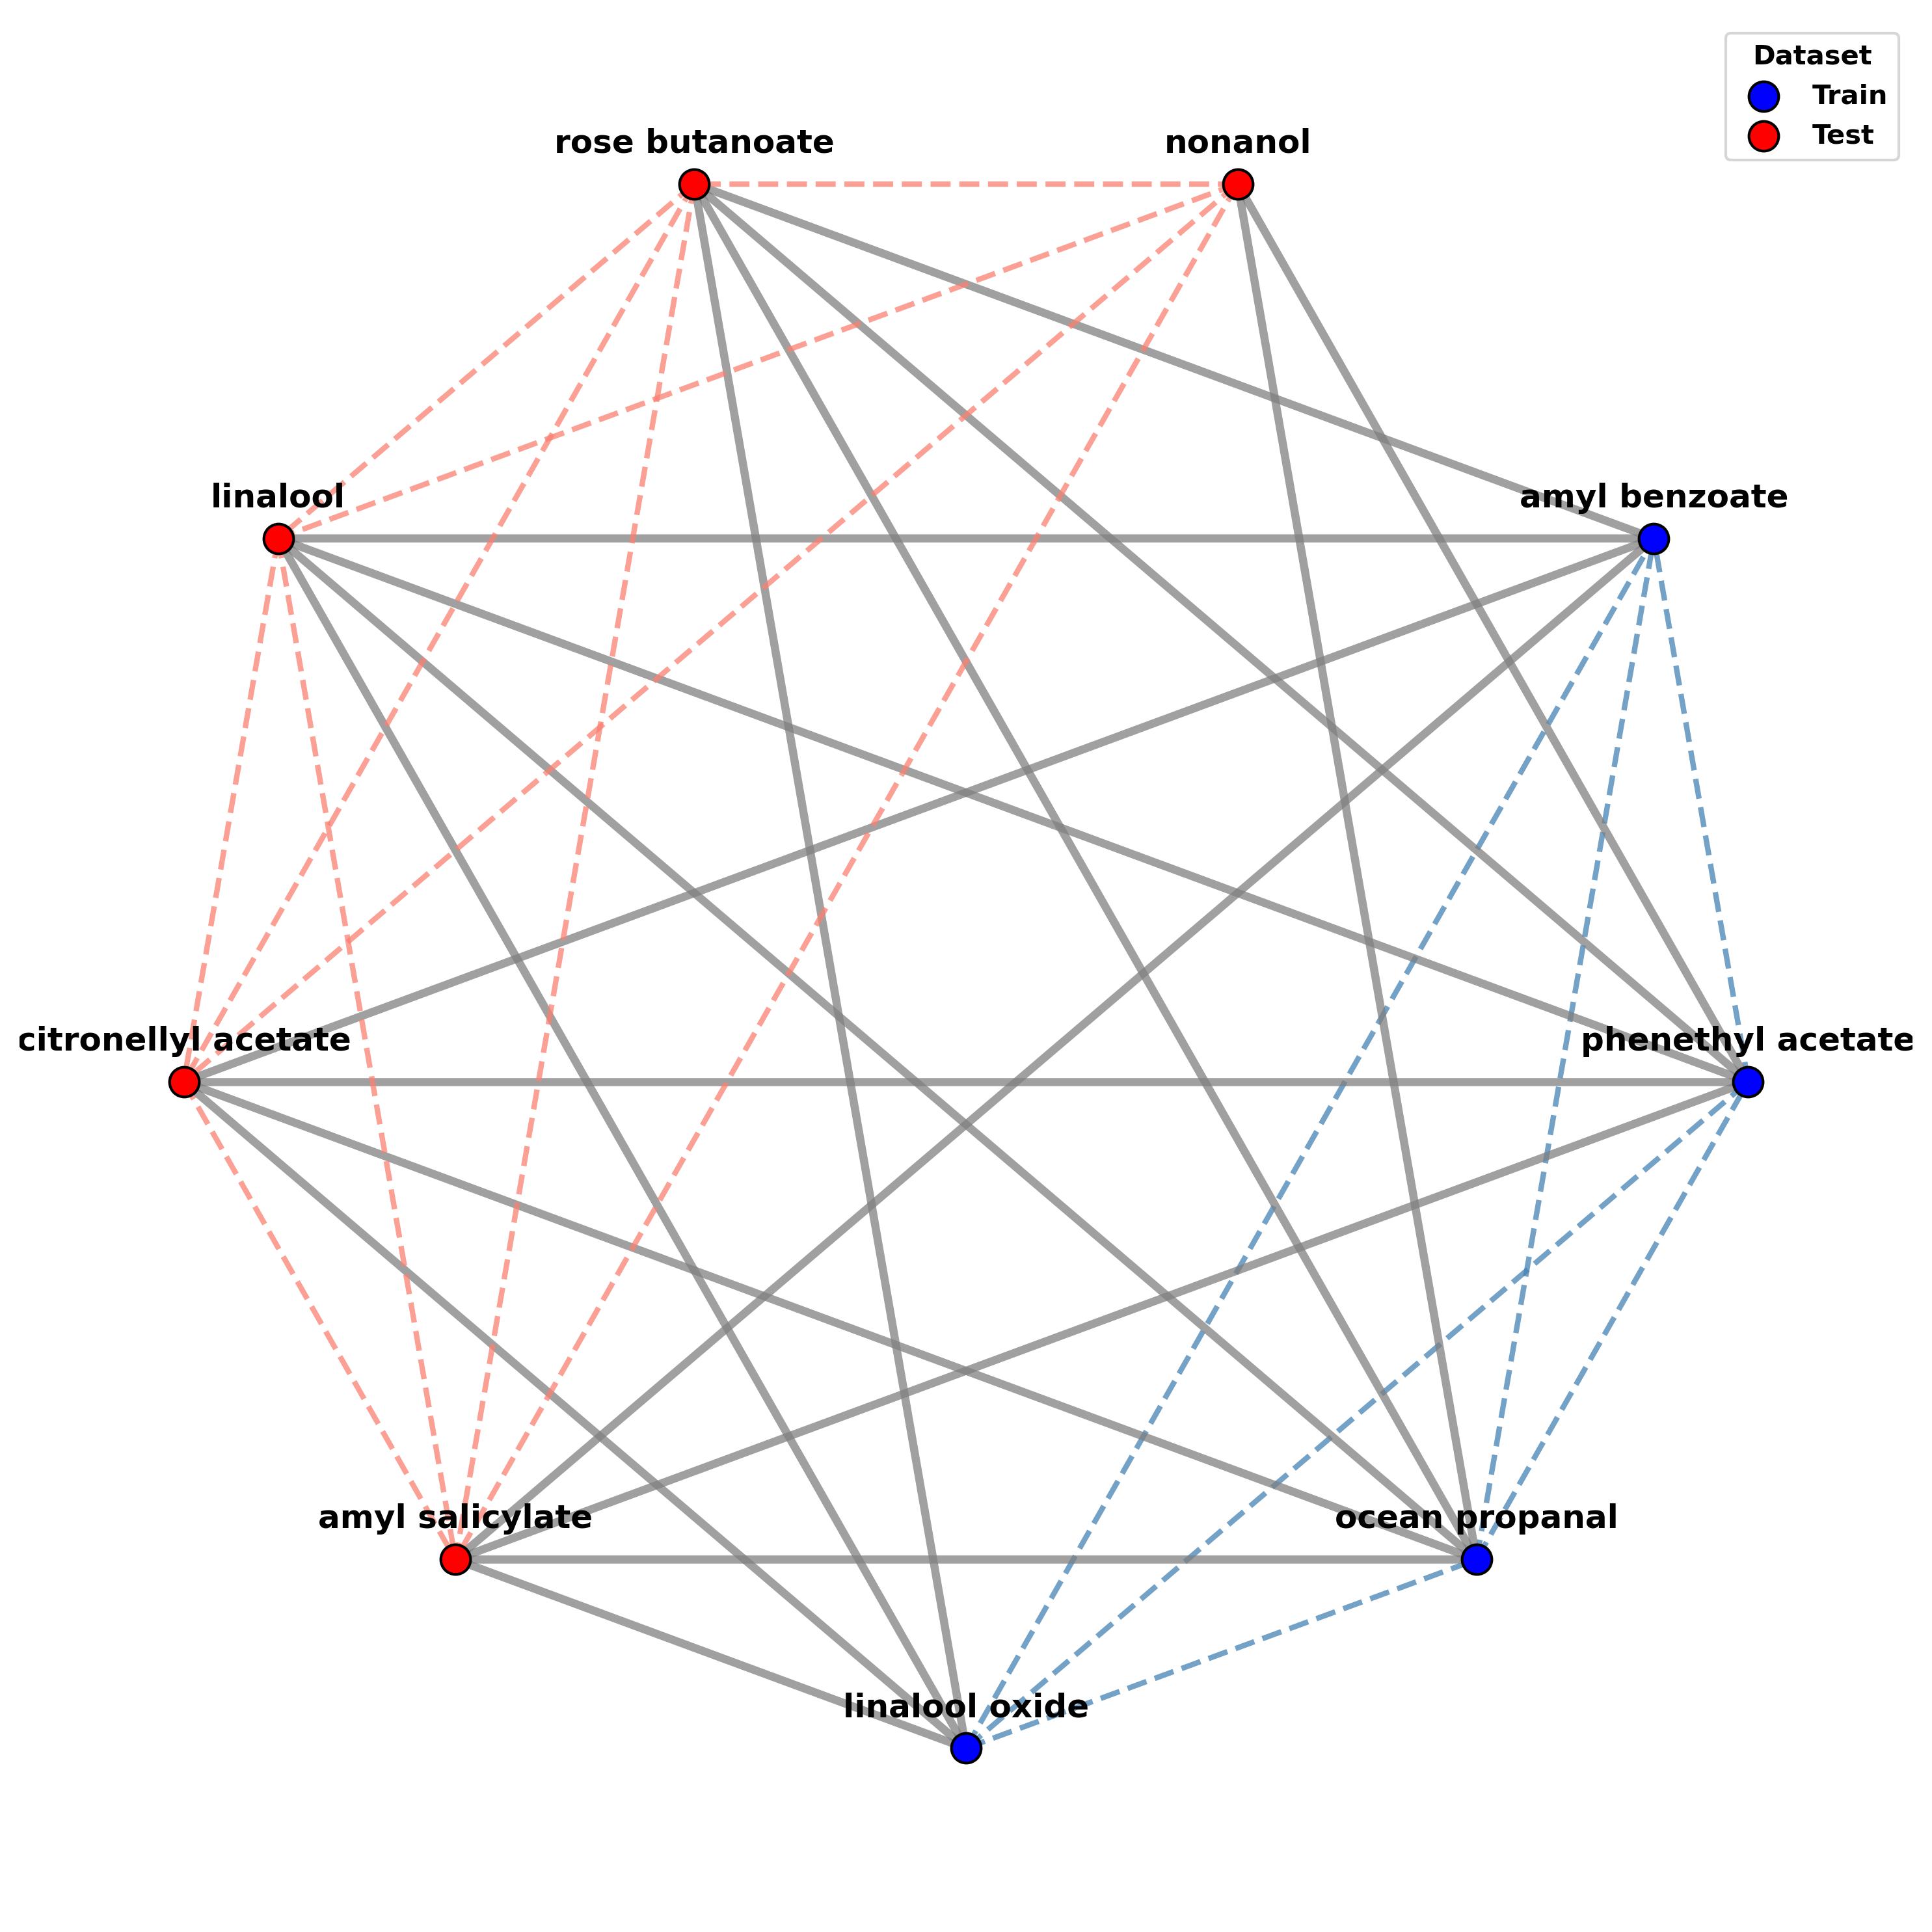 Dataset
Train
Test
rose butanoate
nonanol
linalool
amyl benzoate
citronellyl acetate
phenethyl acetate
amyl salicylate
ocean propanal
linalool oxide